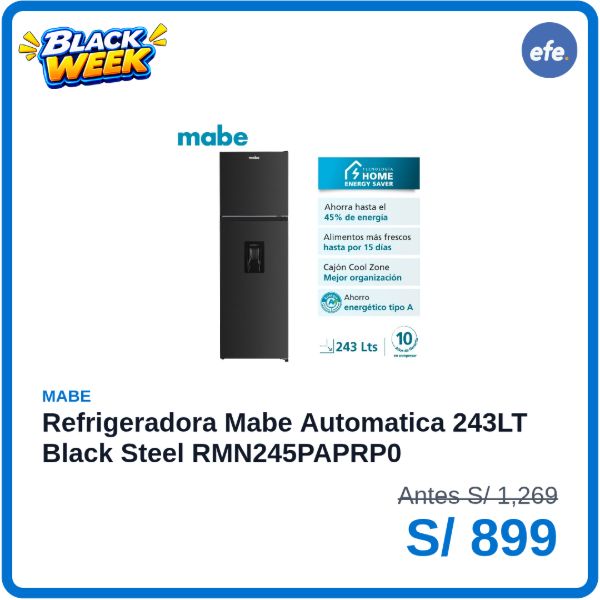 BLACK
WEEK
efe.
mabe
mabe
TECNOLOGÍA
HOME
ENERGY SAVER
Ahorra hasta el
45% de energía
Alimentos más frescos
hasta por 15 días
Cajón Cool Zone
Mejor organización
Ahorro
energético tipo A
243 Lts
10
MABE
Refrigeradora Mabe Automatica 243LT
Black Steel RMN245PAPRP0
Antes S/ 1,269
S/ 899